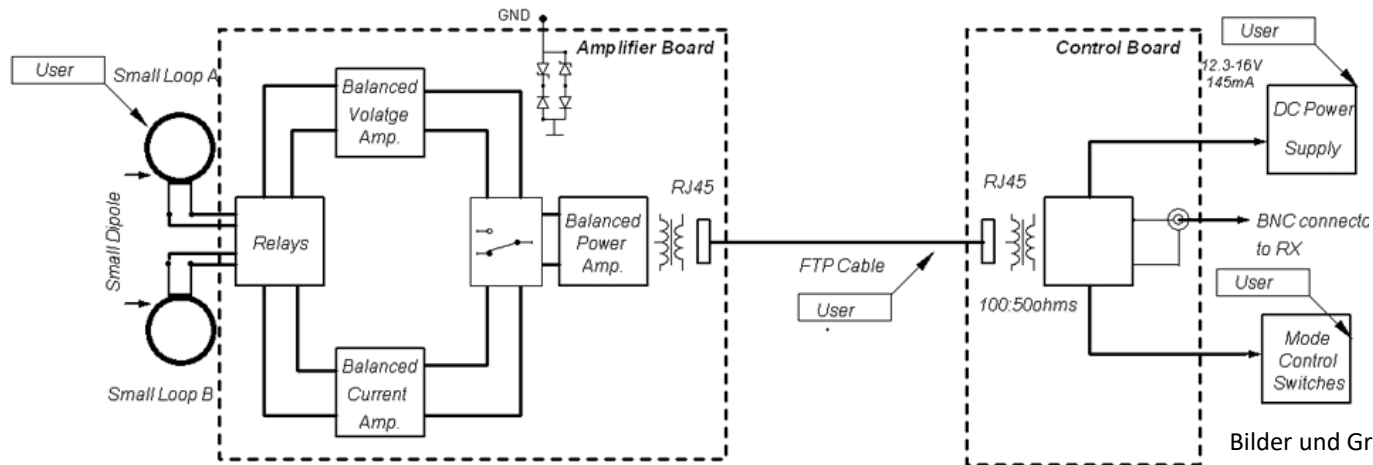 GND
Amplifier Board
Control Board
User
User
Small Loop A
12.3-16V
145mA
Balanced
Volatge
Amp.
DC Power
Supply
RJ45
RJ45
Small Dipole
Relays
Balanced
Power
Amp.
BNC connecto
to RX
FTP Cable
User
100:50ohms
User
Mode
Control
Switches
Balanced
Current
Amp.
Small Loop B
Bilder und Gr